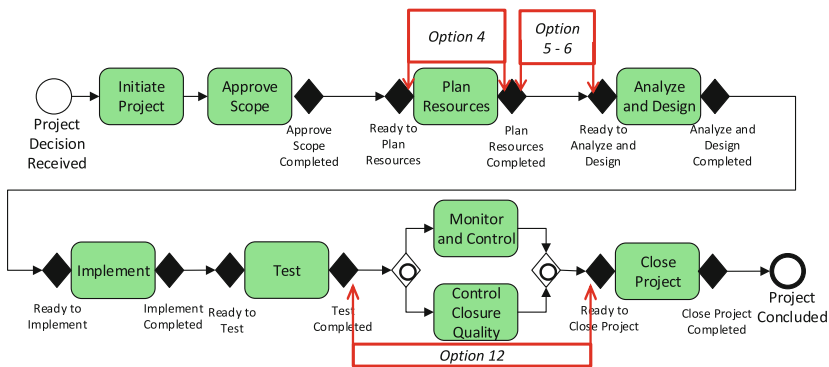 Option 4
Option
5 - 6
Initiate
Project
Approve
Scope
Plan
Resources
Analyze
and Design
Project
Decision
Received
Approve
Scope
Completed
Ready to
Plan
Resources
Plan
Resources
Completed
Ready to
Analyze and
Design
Analyze and
Design
Completed
Implement
Test
Monitor
and Control
Control
Closure
Quality
Close
Project
Ready to
Implement
Implement
Completed
Ready to
Test
Test
Completed
Ready to
Close Project
Close Project
Completed
Project
Concluded
Option 12